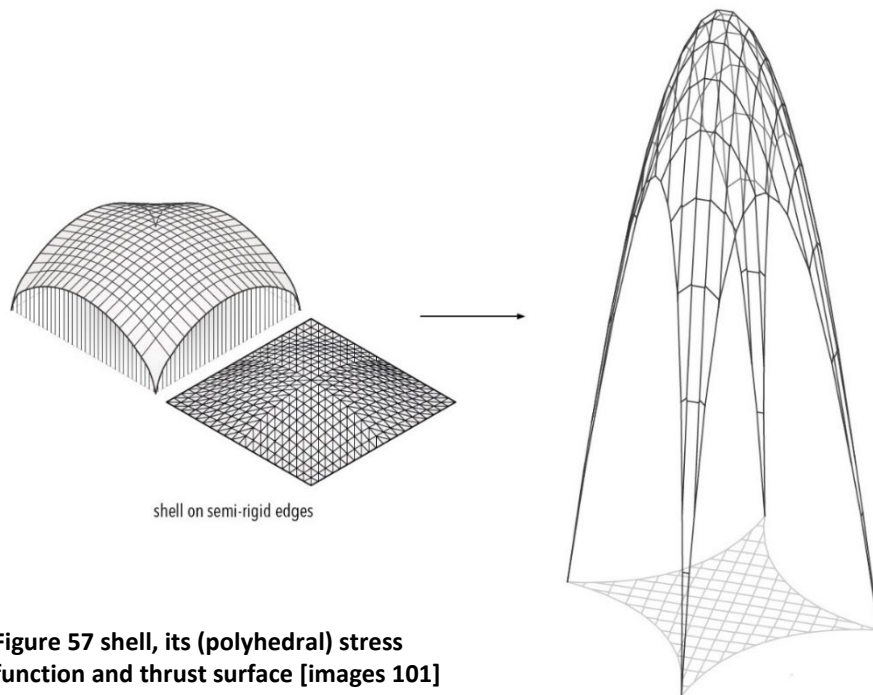 shell on semi-rigid edges
Figure 57 shell, its (polyhedral) stress
function and thrust surface [images 101]